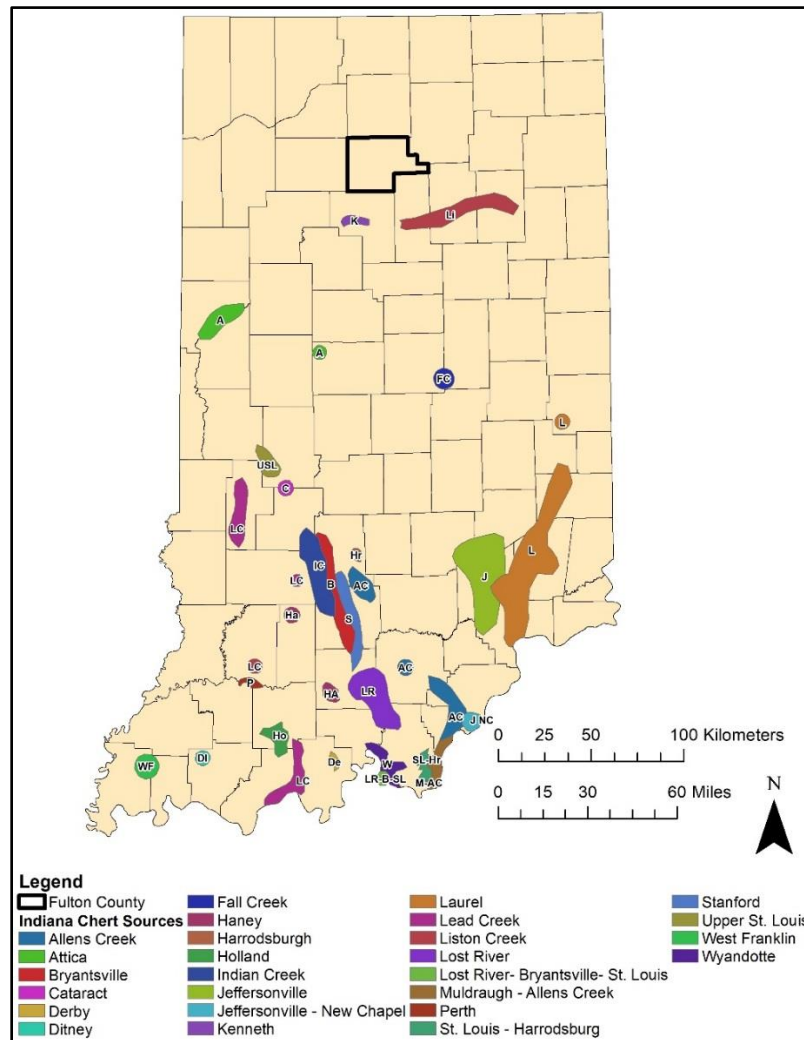 K
LI
A
A
FC
L
USL
C
LC
IC
B
Hr
LC
AC
S
J
L
Ha
LC
P
HA
LR
AC
AC
J NC
Ho
WF
DI
De
LC
W
SL-Hr
LR-B-SL
M-AC
0 25 50 100 Kilometers
0 15 30 60 Miles
N
Legend
Fulton County
Indiana Chert Sources
Allens Creek
Attica
Bryantsville
Cataract
Derby
Ditney
Fall Creek
Haney
Harrodsburgh
Holland
Indian Creek
Jeffersonville
Jeffersonville - New Chapel
Kenneth
Laurel
Lead Creek
Liston Creek
Lost River
Lost River- Bryantsville- St. Louis
Muldraugh - Allens Creek
Perth
St. Louis - Harrodsburg
Stanford
Upper St. Louis
West Franklin
Wyandotte